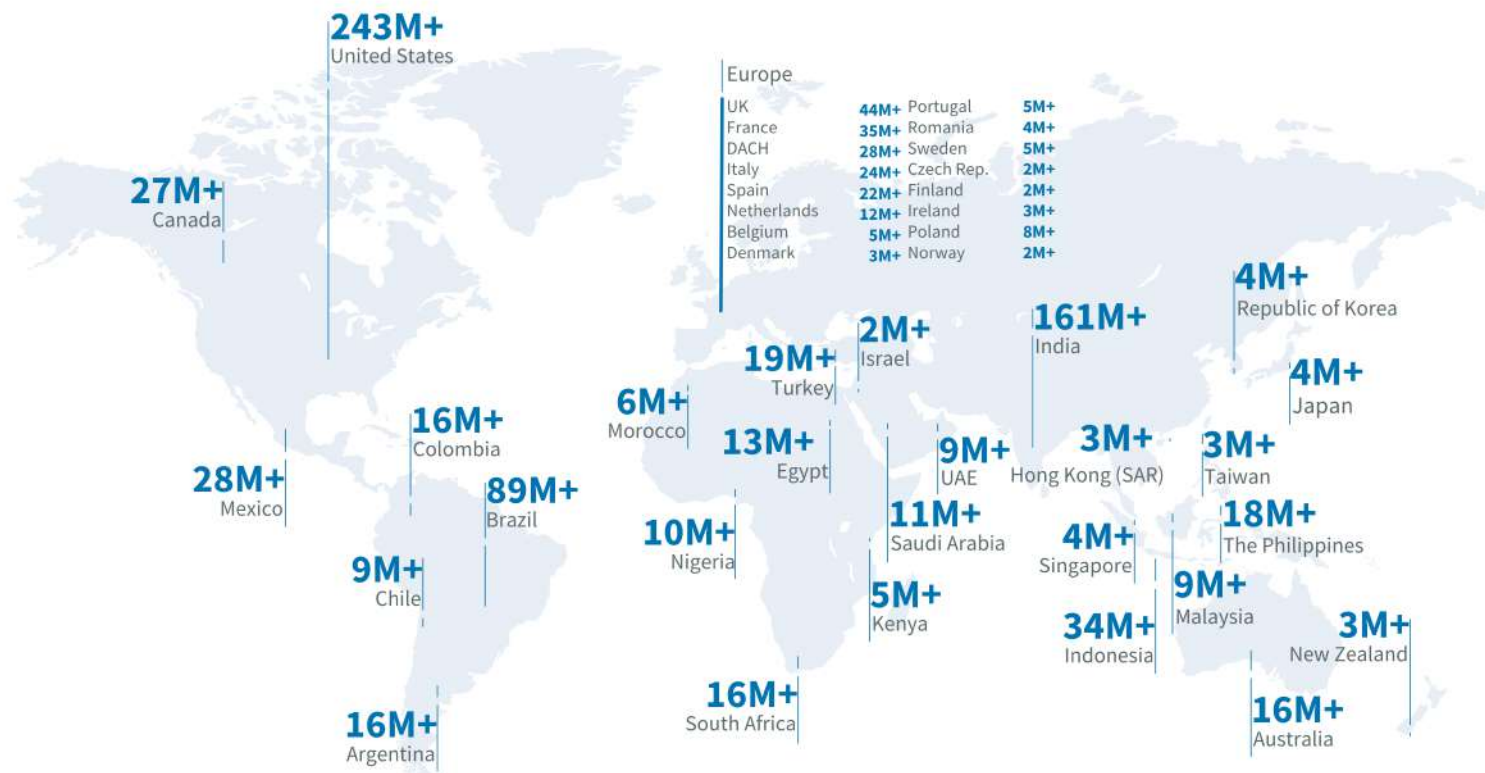 243M+
United States
Europe
UK 44M+ Portugal 5M+
France 35M+ Romania 4M+
DACH 28M+ Sweden 5M+
Italy 24M+ Czech Rep. 2M+
Spain 22M+ Finland 2M+
Netherlands 12M+ Ireland 3M+
Belgium 5M+ Poland 8M+
Denmark 3M+ Norway 2M+
27M+
Canada
4M+
Republic of Korea
161M+
India
2M+
Israel
19M+
Turkey
4M+
Japan
6M+
Morocco
16M+
Colombia
13M+
Egypt
9M+
UAE
3M+
Hong Kong (SAR)
3M+
Taiwan
28M+
Mexico
89M+
Brazil
10M+
Nigeria
11M+
Saudi Arabia
4M+
Singapore
18M+
The Philippines
9M+
Chile
5M+
Kenya
9M+
Malaysia
34M+
Indonesia
3M+
New Zealand
16M+
South Africa
16M+
Argentina
16M+
Australia